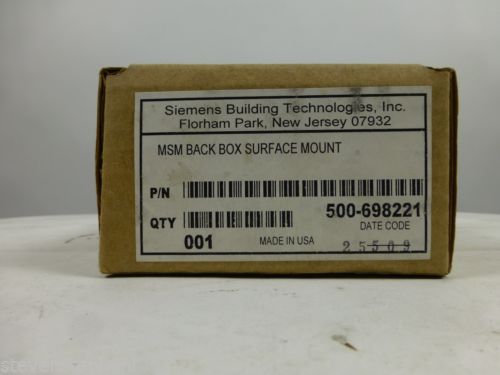 Siemens Building Technologies, Inc.
Florham Park, New Jersey 07932
MSM BACK BOX SURFACE MOUNT
P/N
500-698221
QTY
001
MADE IN USA
DATE CODE
25509